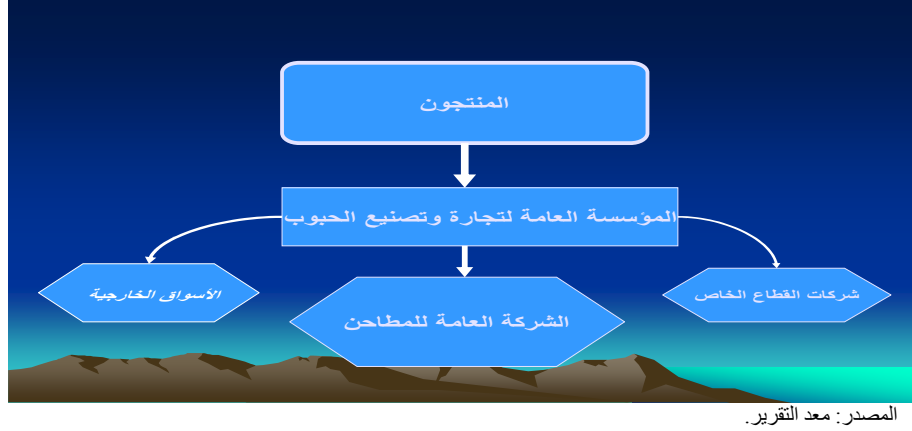 المنتجون
المؤسسة العامة لتجارة وتصنيع الحبوب
شركات القطاع الخاص
الشركة العامة للمطاحن
الأسواق الخارجية
المصدر: معد التقرير.